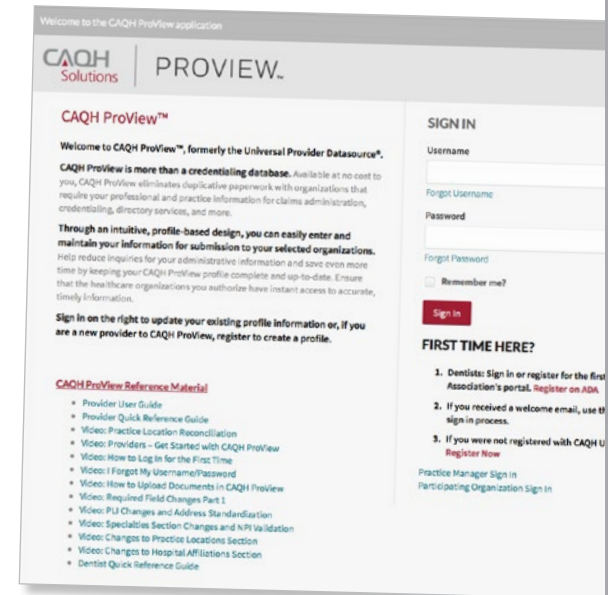 Welcome to the CAQH ProView application
CAQH
Solutions
PROVIEW™
CAQH ProView™
Welcome to CAQH ProView™, formerly the Universal Provider Datasource®.
CAQH ProView is more than a credentialing database. Available at no cost to
you, CAQH ProView eliminates duplicative paperwork with organizations that
require your professional and practice information for claims administration,
credentialing, directory services, and more.
Through an intuitive, profile-based design, you can easily enter and
maintain your information for submission to your selected organizations.
Help reduce inquiries for your administrative information and save even more
time by keeping your CAQH ProView profile complete and up-to-date. Ensure
that the healthcare organizations you authorize have instant access to accurate,
timely information.
Sign in on the right to update your existing profile information or, if you
are a new provider to CAQH ProView, register to create a profile.
CAQH ProView Reference Material
Provider User Guide
Provider Quick Reference Guide
Video: Practice Location Reconciliation
Video: Providers – Get Started with CAQH ProView
Video: How to Log In for the First Time
Video: I Forgot My Username/Password
Video: How to Upload Documents in CAQH ProView
Video: Required Field Changes Part 1
Video: PLI Changes and Address Standardization
Video: Specialties Section Changes and NPI Validation
Video: Changes to Practice Locations Section
Video: Changes to Hospital Affiliations Section
Dentist Quick Reference Guide
SIGN IN
Username
Forgot Username
Password
Forgot Password
Remember me?
Sign In
FIRST TIME HERE?
1. Dentists: Sign in or register for the first
Association's portal. Register on ADA
2. If you received a welcome email, use th
sign in process.
3. If you were not registered with CAQH U
Register Now
Practice Manager Sign In
Participating Organization Sign In